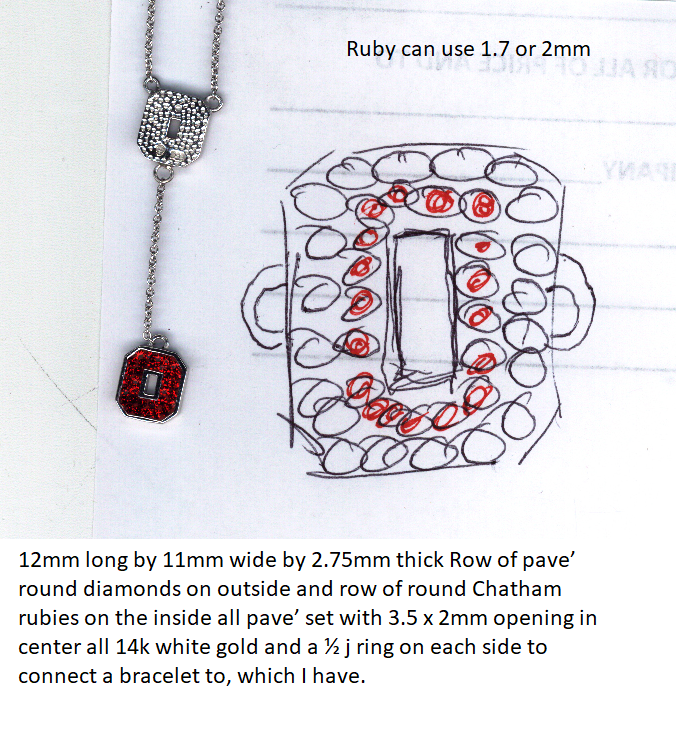 Ruby can use 1.7 or 2mm
12mm long by 11mm wide by 2.75mm thick Row of pave’
round diamonds on outside and row of round Chatham
rubies on the inside all pave’ set with 3.5 x 2mm opening in
center all 14k white gold and a ½ j ring on each side to
connect a bracelet to, which I have.